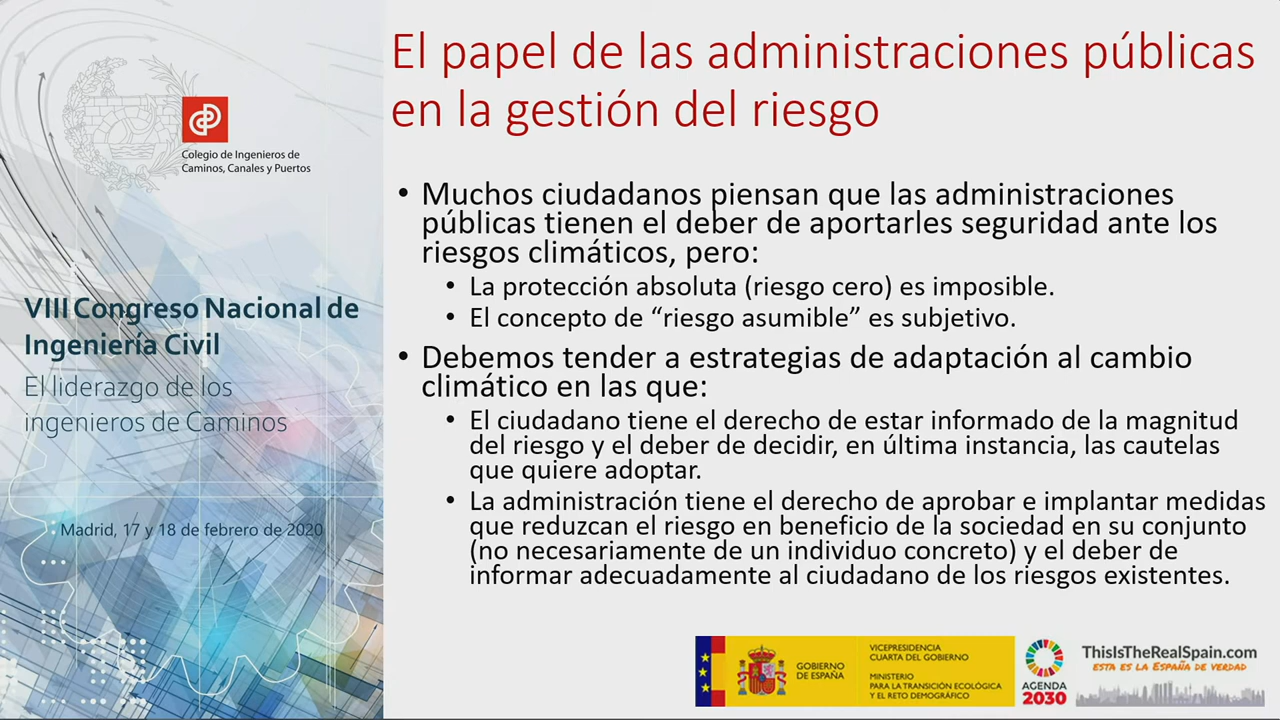 El papel de las administraciones públicas
en la gestión del riesgo
Colegio de Ingenieros de
Caminos, Canales y Puertos
VIII Congreso Nacional de
Ingeniería Civil
El liderazgo de los
ingenieros de Caminos
Madrid, 17 y 18 de febrero de 2020
• Muchos ciudadanos piensan que las administraciones
públicas tienen el deber de aportarles seguridad ante los
riesgos climáticos, pero:
• La protección absoluta (riesgo cero) es imposible.
• El concepto de “riesgo asumible” es subjetivo.
• Debemos tender a estrategias de adaptación al cambio
climático en las que:
• El ciudadano tiene el derecho de estar informado de la magnitud
del riesgo y el deber de decidir, en última instancia, las cautelas
que quiere adoptar.
• La administración tiene el derecho de aprobar e implantar medidas
que reduzcan el riesgo en beneficio de la sociedad en su conjunto
(no necesariamente de un individuo concreto) y el deber de
informar adecuadamente al ciudadano de los riesgos existentes.
GOBIERNO
DE ESPAÑA
VICEPRESIDENCIA
CUARTA DEL GOBIERNO
MINISTERIO
PARA LA TRANSICIÓN ECOLÓGICA
Y EL RETO DEMOGRÁFICO
AGENDA
2030
ThisIsTheRealSpain.com
ESTA ES LA ESPAÑA DE VERDAD